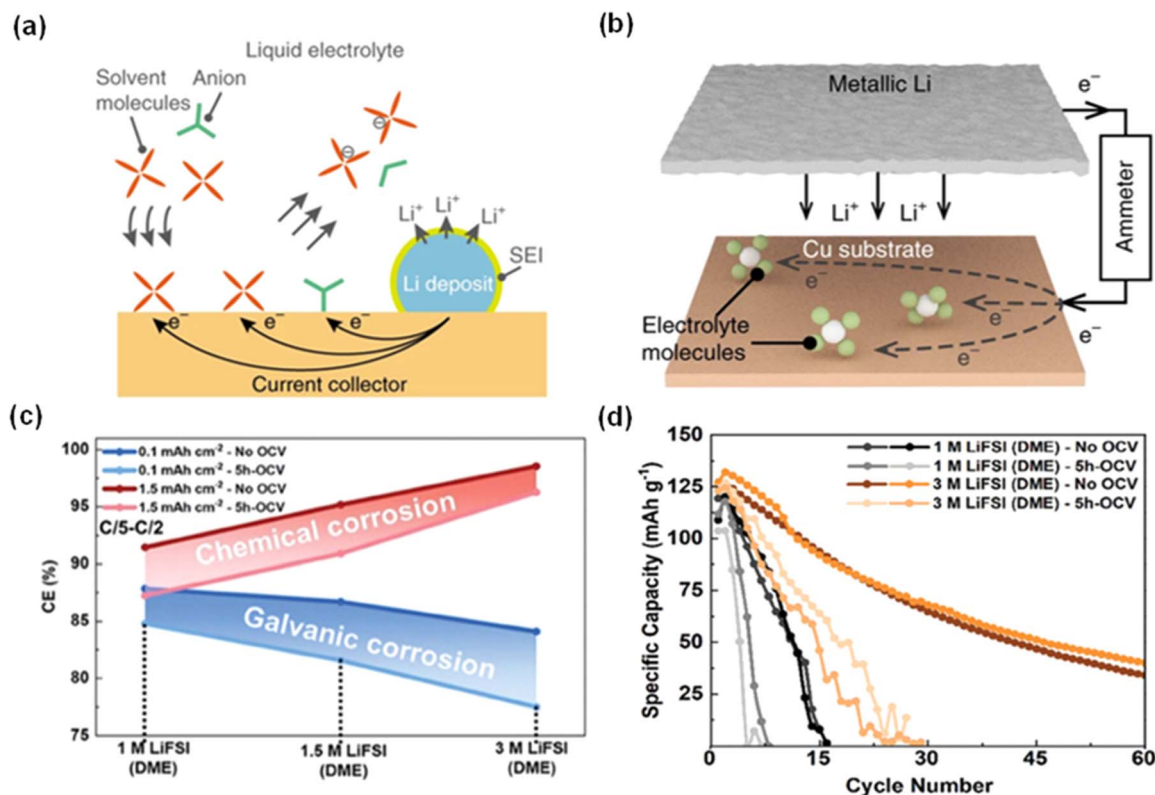 (a)
Liquid electrolyte
Solvent
molecules
Anion
⊖
⊖
Li⁺
Li⁺
Li⁺
SEI
Li deposit
e⁻
e⁻
e⁻
Current collector
(b)
Metallic Li
e⁻
Ammeter
Li⁺
Li⁺
Cu substrate
e⁻
e⁻
e⁻
e⁻
Electrolyte
molecules
(c)
CE (%)
100
95
90
85
80
75
0.1 mAh cm⁻² - No OCV
0.1 mAh cm⁻² - 5h-OCV
1.5 mAh cm⁻² - No OCV
1.5 mAh cm⁻² - 5h-OCV
C/5-C/2
Chemical corrosion
Galvanic corrosion
1 M LiFSI
(DME)
1.5 M LiFSI
(DME)
3 M LiFSI
(DME)
(d)
Specific Capacity (mAh g⁻¹)
150
125
100
75
50
25
1 M LiFSI (DME) - No OCV
1 M LiFSI (DME) - 5h-OCV
3 M LiFSI (DME) - No OCV
3 M LiFSI (DME) - 5h-OCV
0
15
30
45
60
Cycle Number